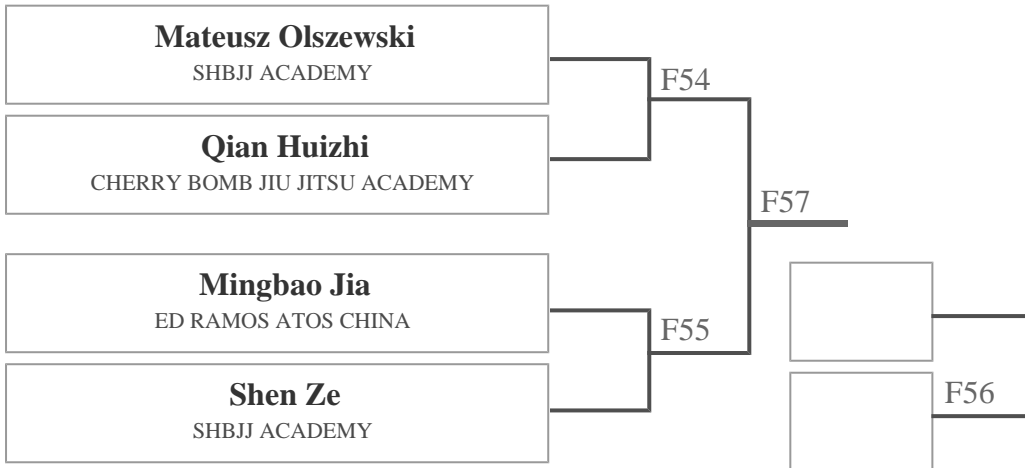 Mateusz Olszewski
SHBJJ ACADEMY
F54
Qian Huizhi
CHERRY BOMB JIU JITSU ACADEMY
F57
Mingbao Jia
ED RAMOS ATOS CHINA
F55
Shen Ze
SHBJJ ACADEMY
F56